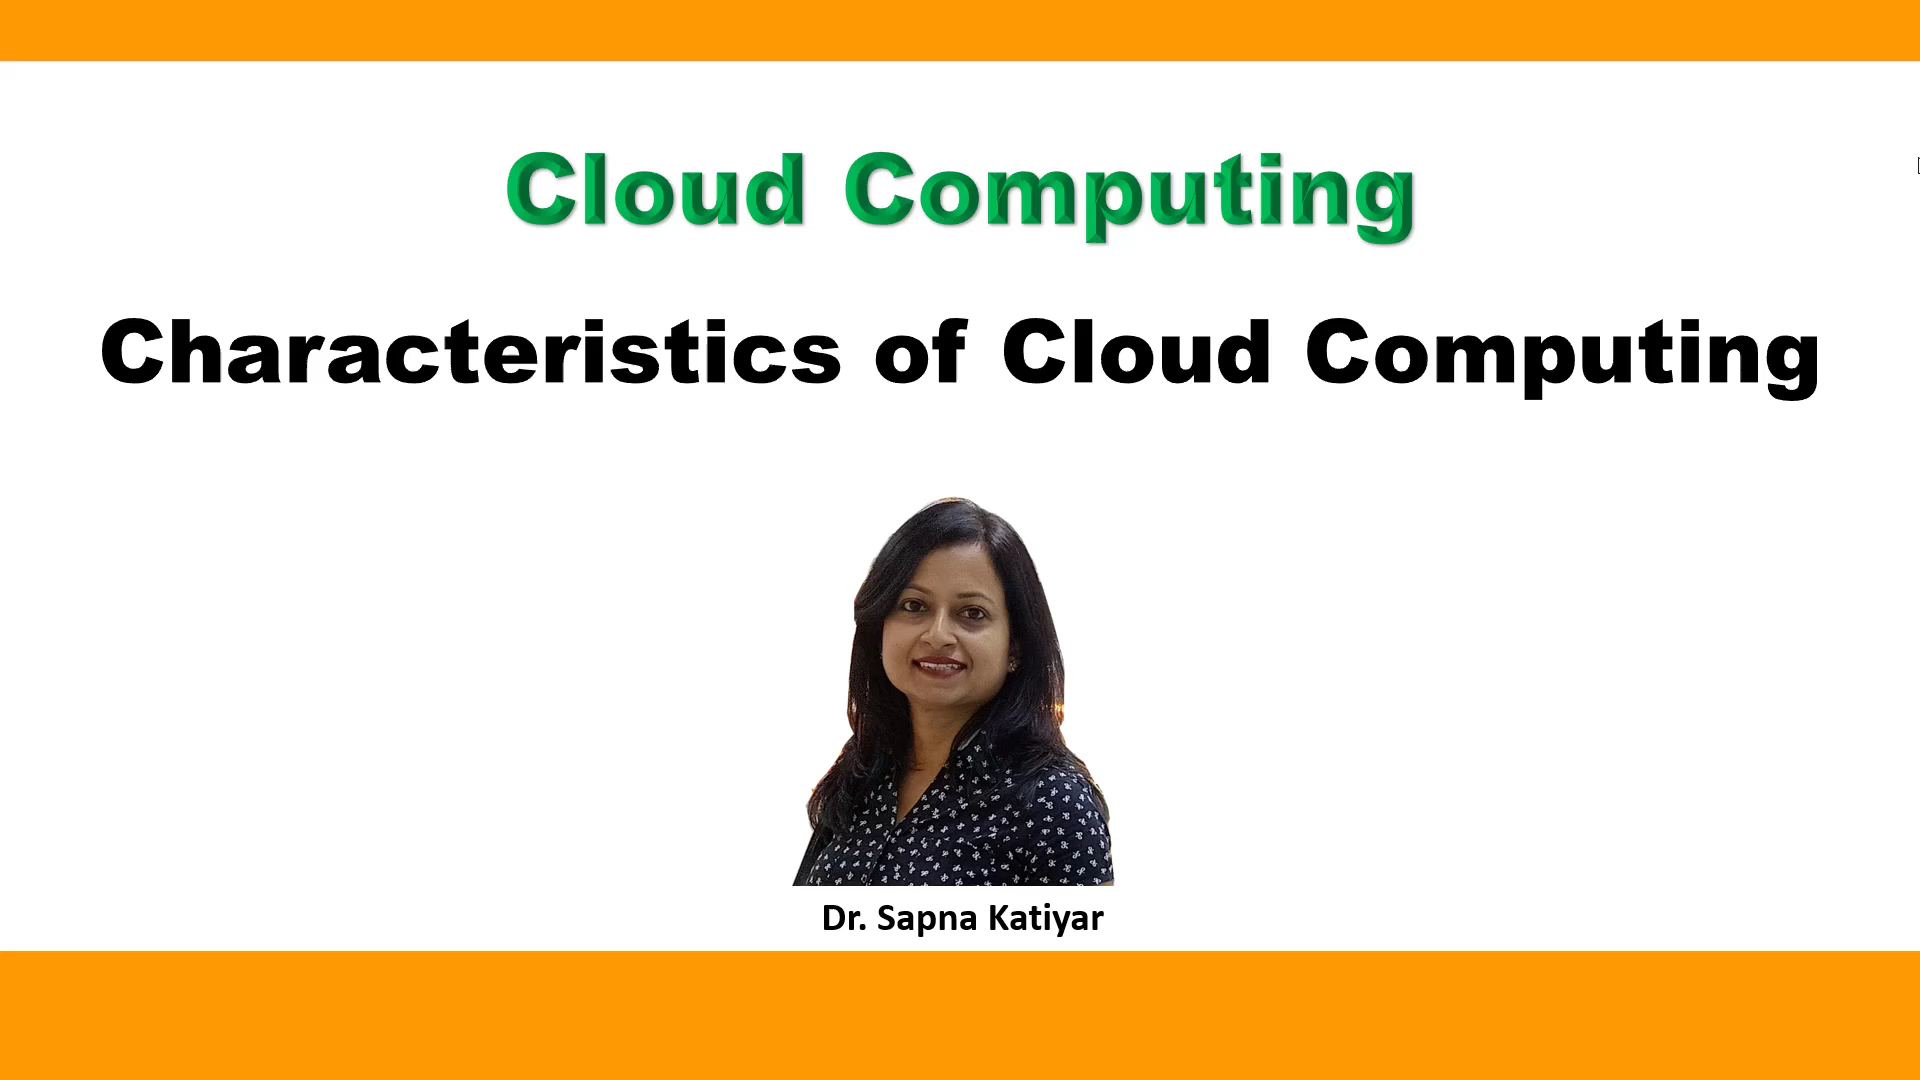 Cloud Computing
Characteristics of Cloud Computing
Dr. Sapna Katiyar